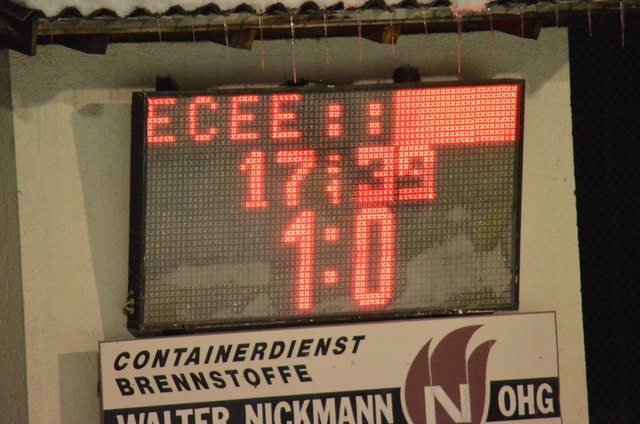 ECEE::
17:39
1:0
CONTAINERDIENST
BRENNSTOFFE
WALTER NICKMANN N OHG